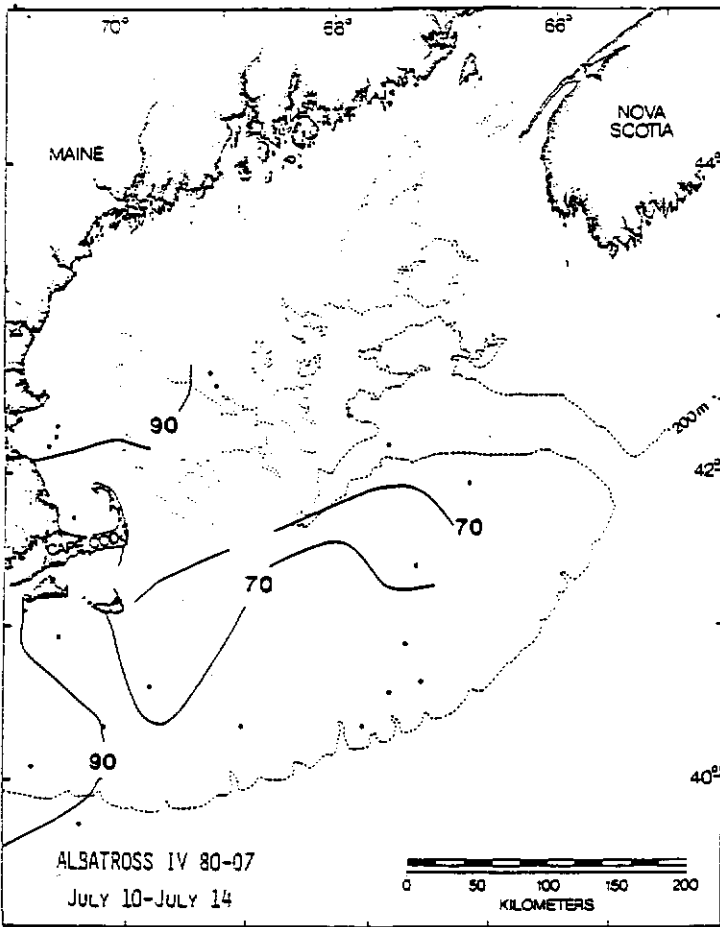 70°
68°
66°
NOVA
SCOTIA
MAINE
44°
90
200 m
42°
70
CAPE COD
70
90
40°
ALBATROSS IV 80-07
JULY 10-JULY 14
0 50 100 150 200
KILOMETERS